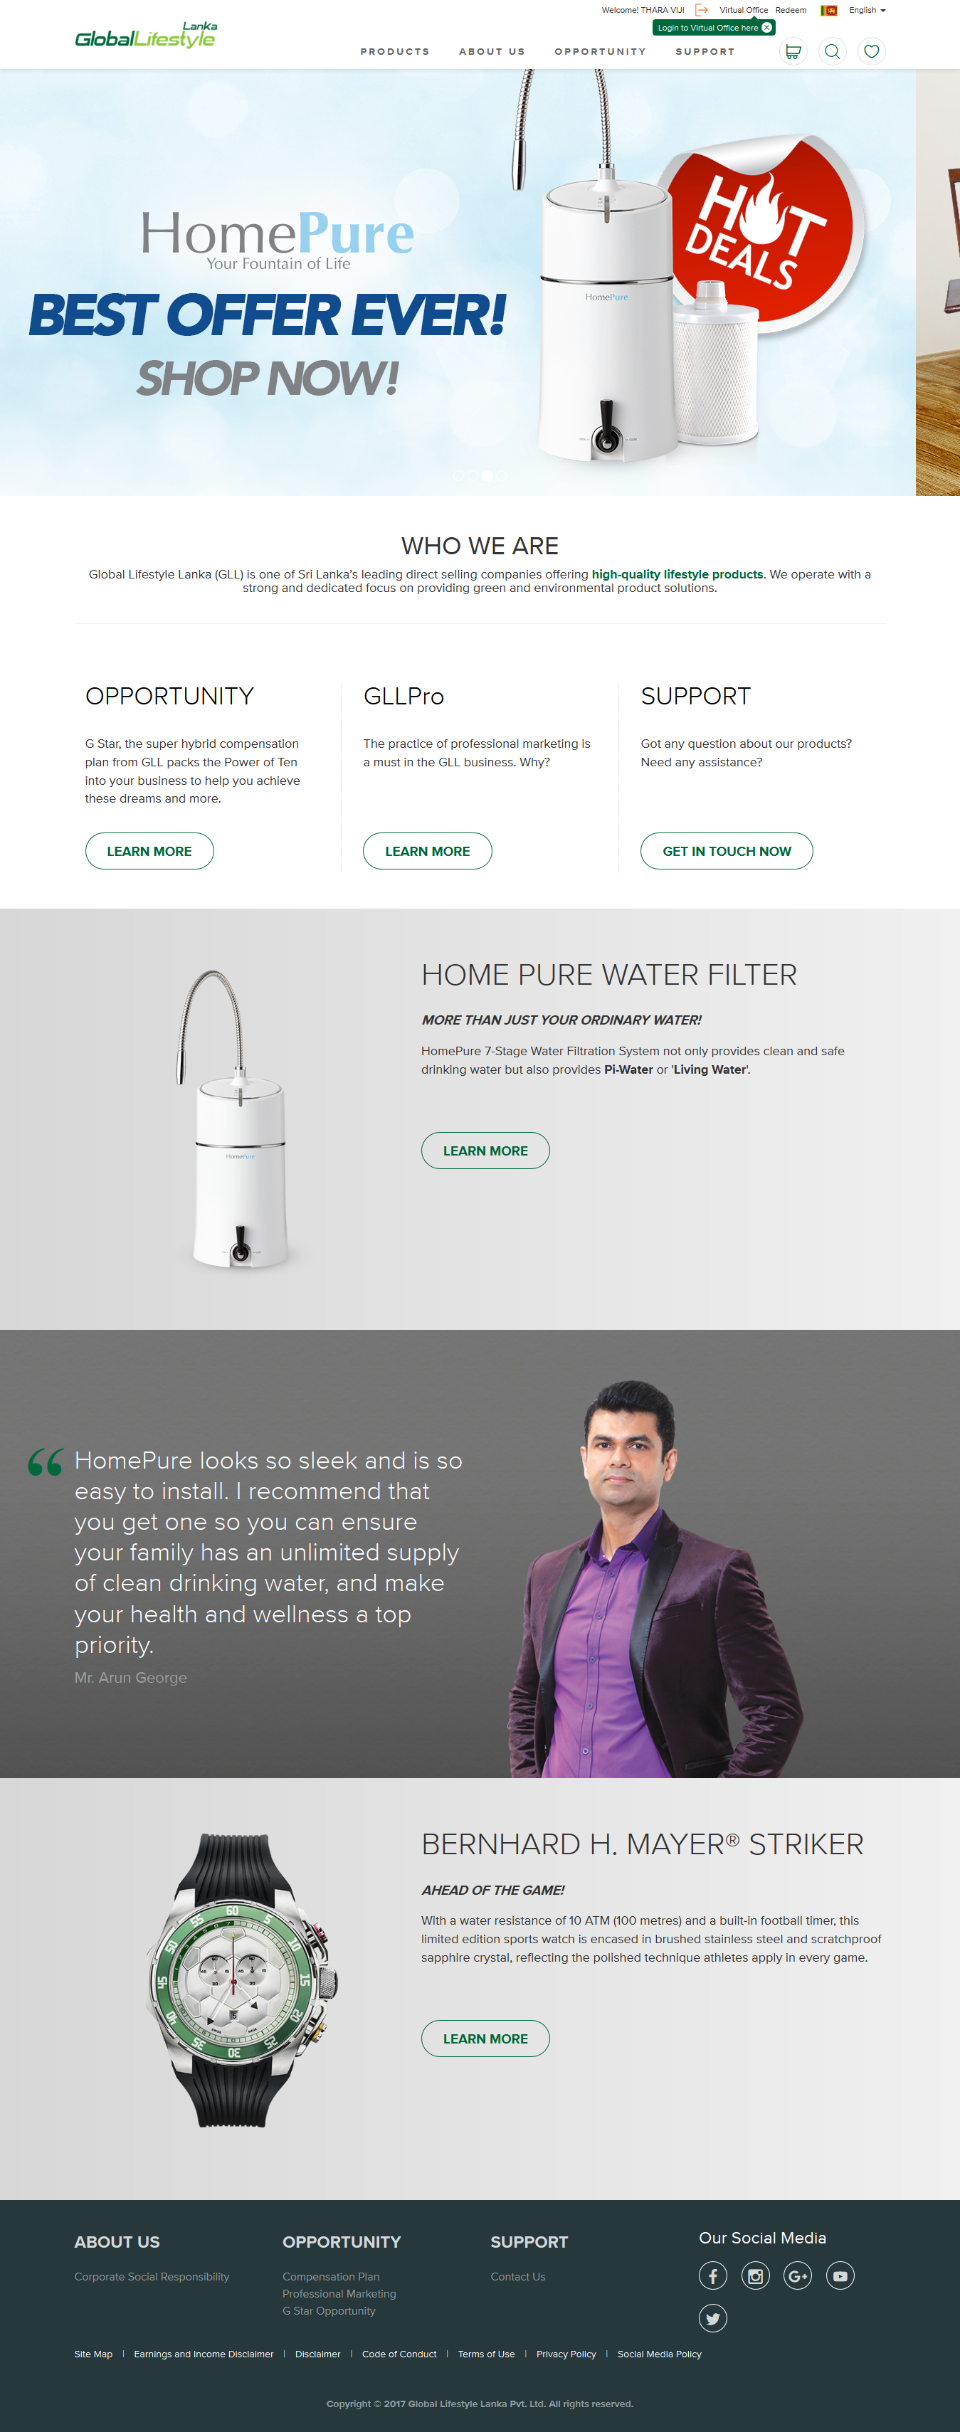 Welcome! THARA VUI
Virtual Office
Redeem
English
Login to Virtual Office here
Lanka
GlobalLifestyle
PRODUCTS
ABOUT US
OPPORTUNITY
SUPPORT
HomePure
Your Fountain of Life
BEST OFFER EVER!
SHOP NOW!
HOT
DEALS
HomePure
WHO WE ARE
Global Lifestyle Lanka (GLL) is one of Sri Lanka's leading direct selling companies offering high-quality lifestyle products. We operate with a
strong and dedicated focus on providing green and environmental product solutions.
OPPORTUNITY
G Star, the super hybrid compensation
plan from GLL packs the Power of Ten
into your business to help you achieve
these dreams and more.
LEARN MORE
GLLPro
The practice of professional marketing is
a must in the GLL business. Why?
LEARN MORE
SUPPORT
Got any question about our products?
Need any assistance?
GET IN TOUCH NOW
HOME PURE WATER FILTER
MORE THAN JUST YOUR ORDINARY WATER!
HomePure 7-Stage Water Filtration System not only provides clean and safe
drinking water but also provides Pi-Water or 'Living Water'.
LEARN MORE
HomePure
“ HomePure looks so sleek and is so
easy to install. I recommend that
you get one so you can ensure
your family has an unlimited supply
of clean drinking water, and make
your health and wellness a top
priority.
Mr. Arun George
BERNHARD H. MAYER® STRIKER
AHEAD OF THE GAME!
With a water resistance of 10 ATM (100 metres) and a built-in football timer, this
limited edition sports watch is encased in brushed stainless steel and scratchproof
sapphire crystal, reflecting the polished technique athletes apply in every game.
LEARN MORE
60
5
10
15
20
25
30
35
40
45
50
55
ABOUT US
Corporate Social Responsibility
OPPORTUNITY
Compensation Plan
Professional Marketing
G Star Opportunity
SUPPORT
Contact Us
Our Social Media
Site Map | Earnings and Income Disclaimer | Disclaimer | Code of Conduct | Terms of Use | Privacy Policy | Social Media Policy
Copyright © 2017 Global Lifestyle Lanka Pvt. Ltd. All rights reserved.